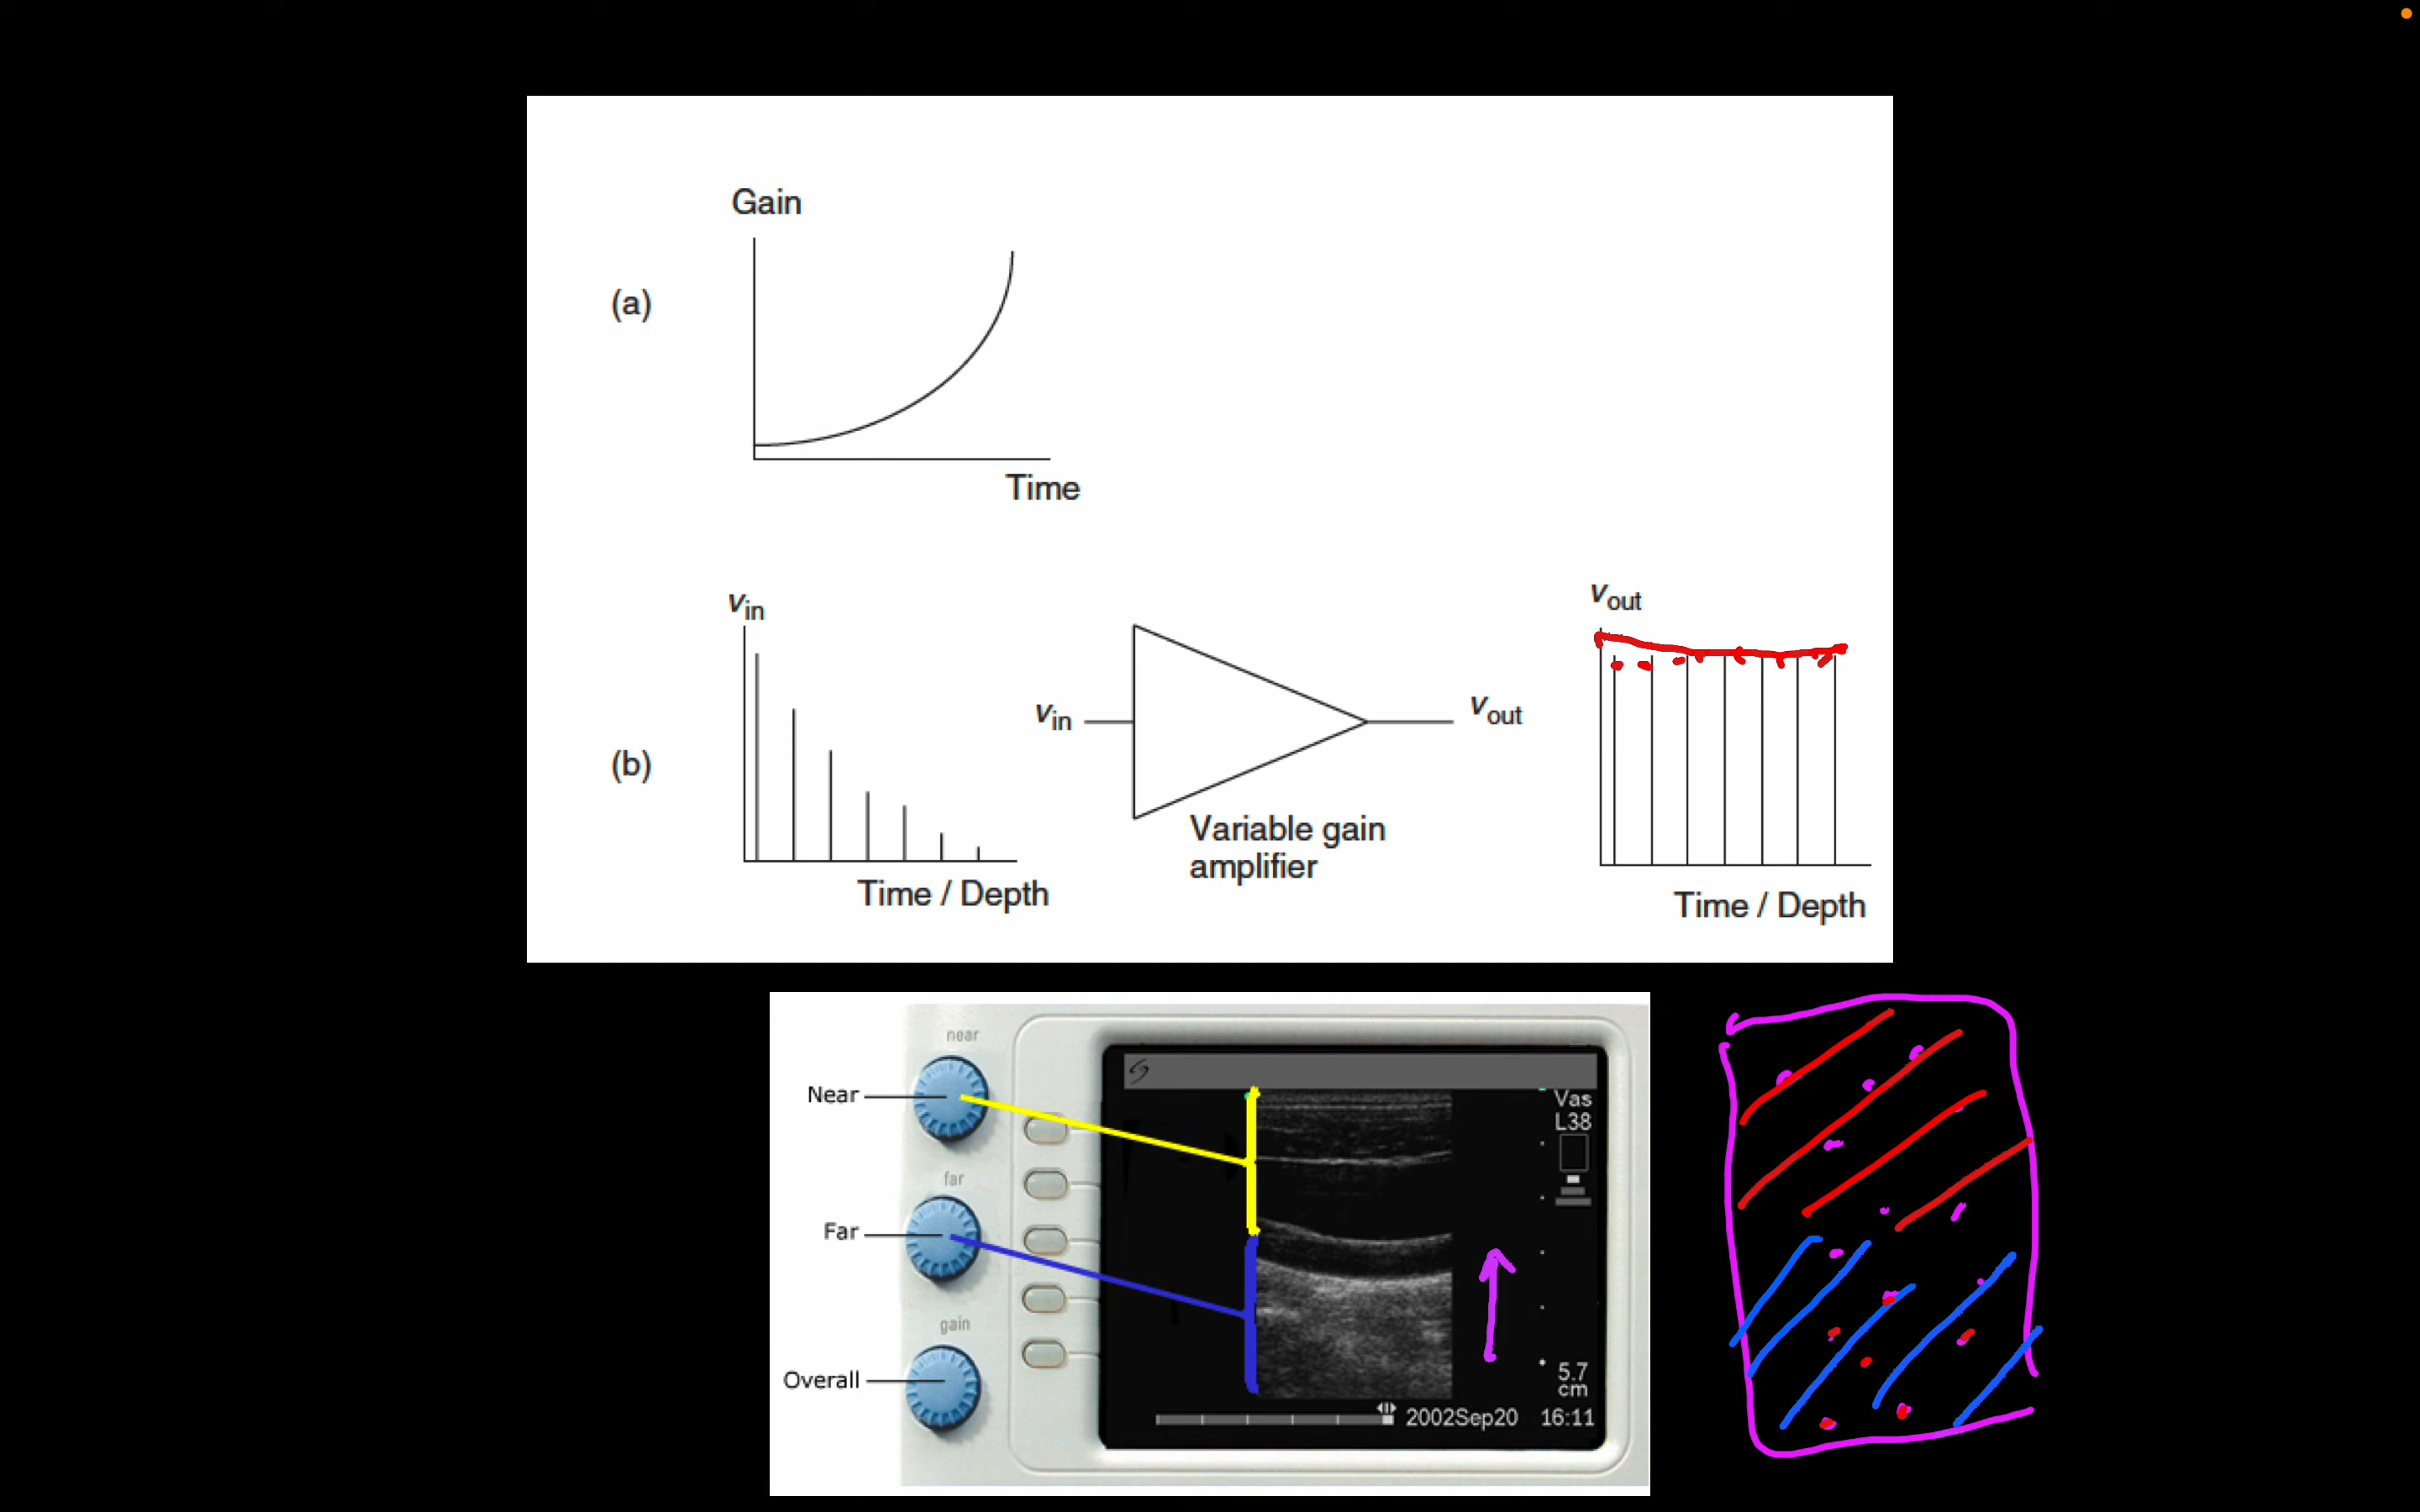 Gain
(a)
Time
Vin
Vout
Vin
Vout
(b)
Variable gain
amplifier
Time / Depth
Time / Depth
near
Near
far
Far
gain
Overall
Vas
L38
5.7
cm
2002Sep20 16:11